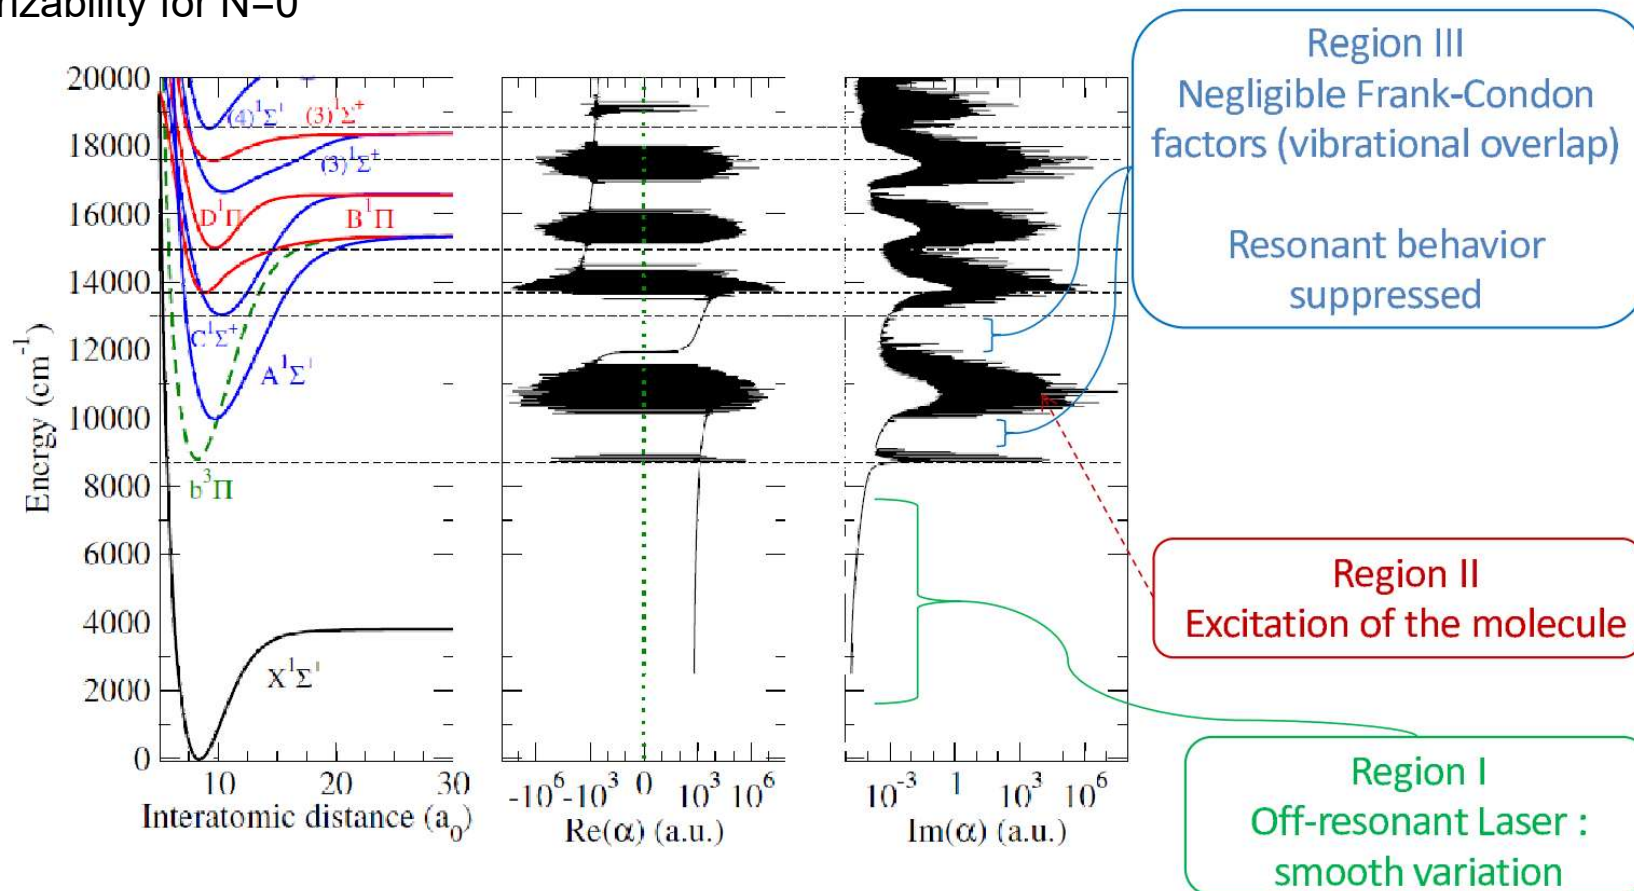 rizability for N=0
Region III
Negligible Frank-Condon
factors (vibrational overlap)
Resonant behavior
suppressed
Region II
Excitation of the molecule
Region I
Off-resonant Laser :
smooth variation
Energy (cm⁻¹)
20000
18000
16000
14000
12000
10000
8000
6000
4000
2000
0
(4)¹Σ⁺
(3)¹Σ⁺
(3)¹Σ⁺
D¹Π
B¹Π
C¹Σ⁺
A¹Σ⁺
b³Π
X¹Σ⁺
10 20 30
Interatomic distance (a₀)
-10⁶ -10³ 0 10³ 10⁶
Re(α) (a.u.)
10⁻³ 1 10³ 10⁶
Im(α) (a.u.)